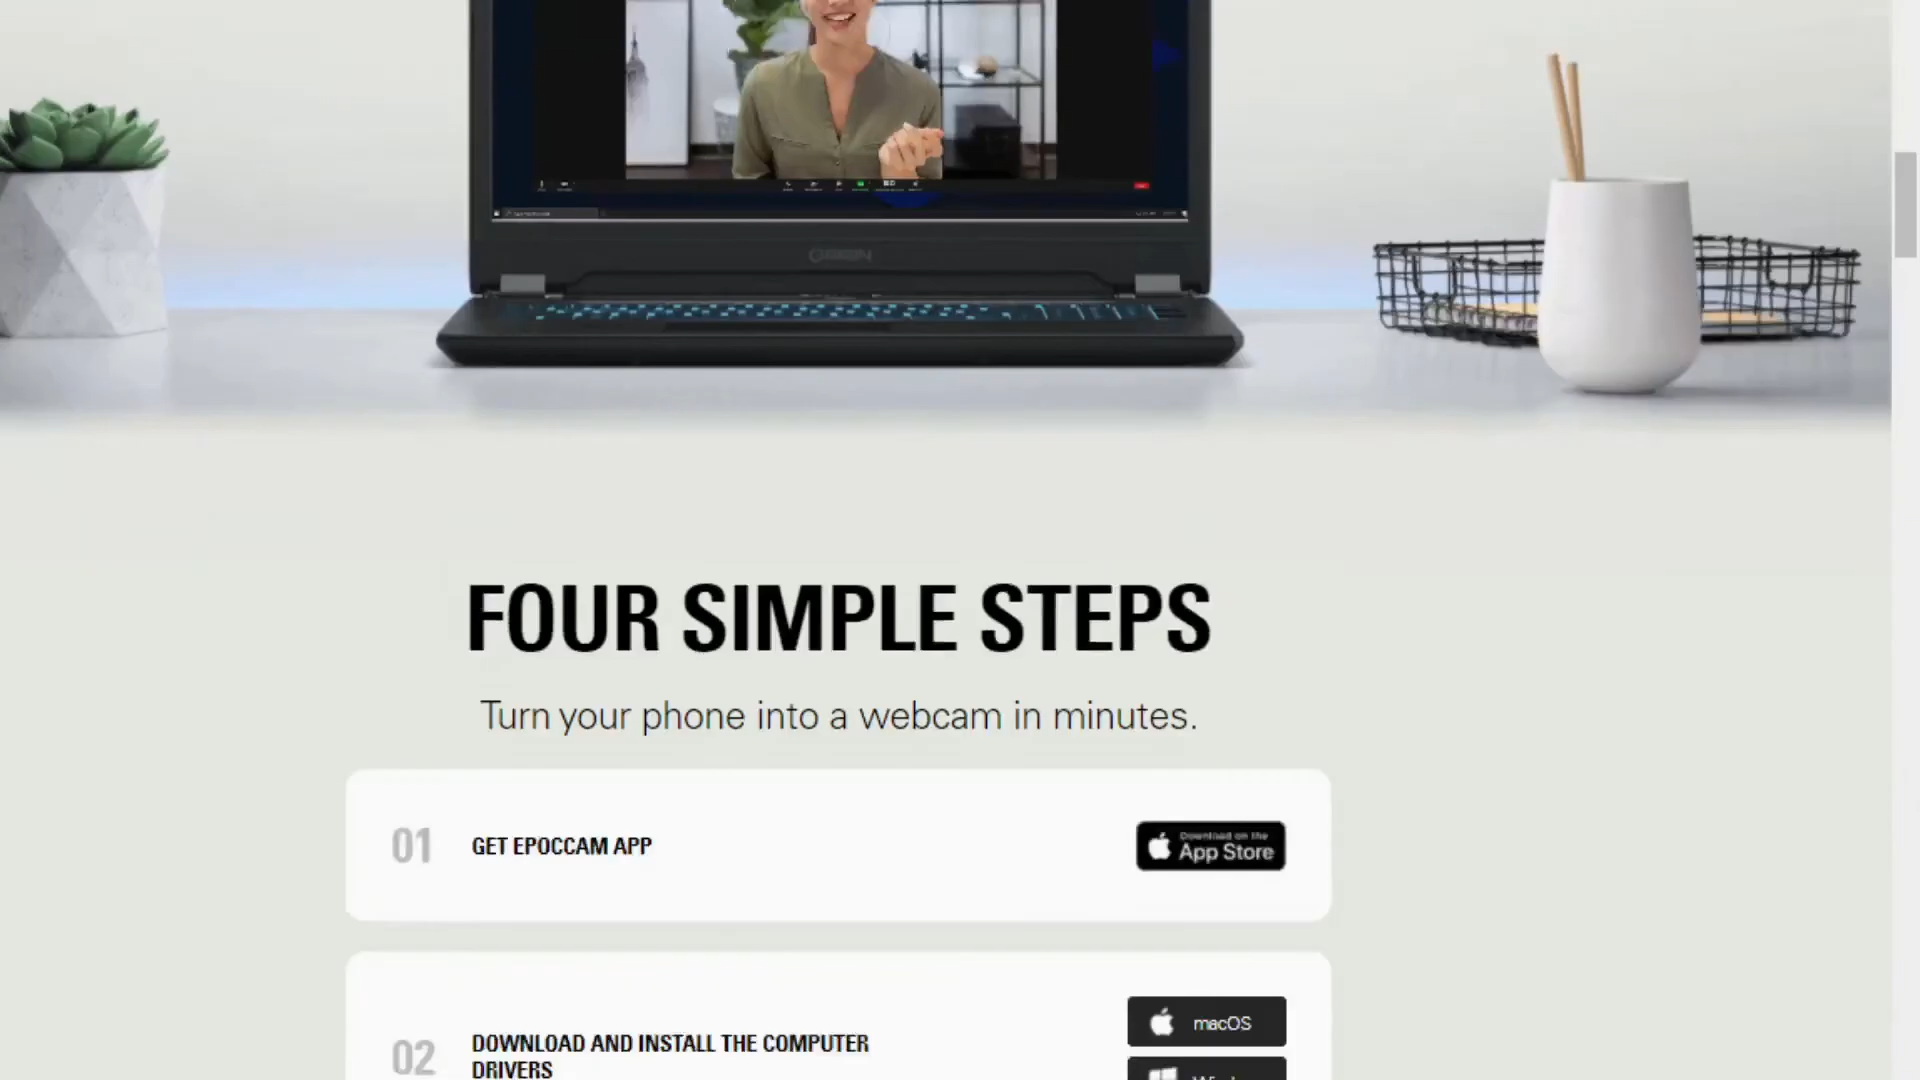 FOUR SIMPLE STEPS
Turn your phone into a webcam in minutes.
01
GET EPOCCAM APP
Download on the
App Store
02
DOWNLOAD AND INSTALL THE COMPUTER
DRIVERS
macOS